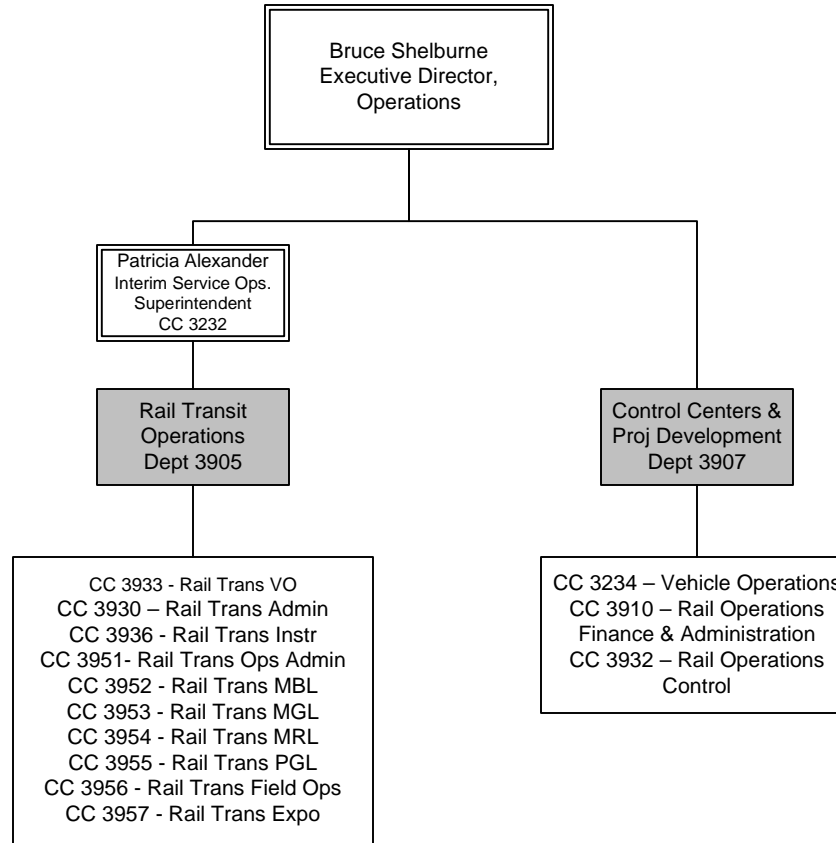 Bruce Shelburne
Executive Director,
Operations
Patricia Alexander
Interim Service Ops.
Superintendent
CC 3232
Rail Transit
Operations
Dept 3905
Control Centers &
Proj Development
Dept 3907
CC 3933 - Rail Trans VO
CC 3930 – Rail Trans Admin
CC 3936 - Rail Trans Instr
CC 3951- Rail Trans Ops Admin
CC 3952 - Rail Trans MBL
CC 3953 - Rail Trans MGL
CC 3954 - Rail Trans MRL
CC 3955 - Rail Trans PGL
CC 3956 - Rail Trans Field Ops
CC 3957 - Rail Trans Expo
CC 3234 – Vehicle Operations
CC 3910 – Rail Operations
Finance & Administration
CC 3932 – Rail Operations
Control